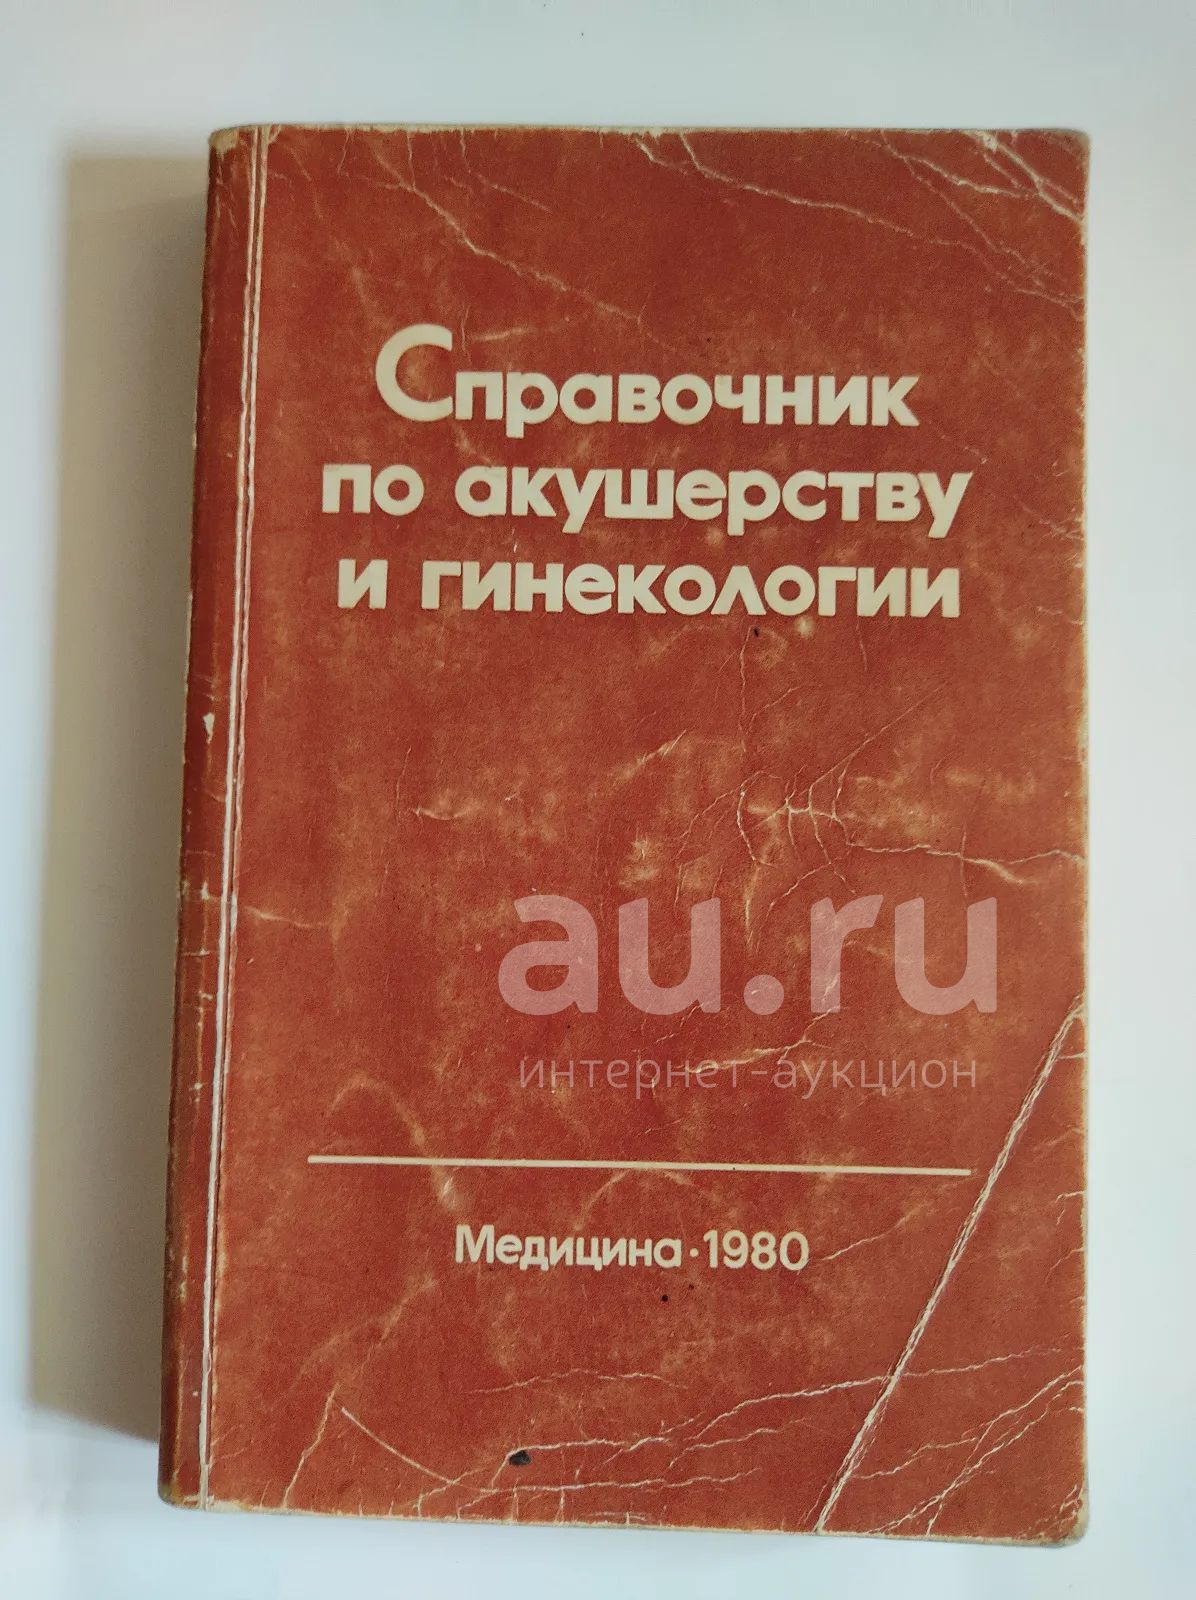 Справочник
по акушерству
и гинекологии
au.ru
интернет-аукцион
Медицина·1980